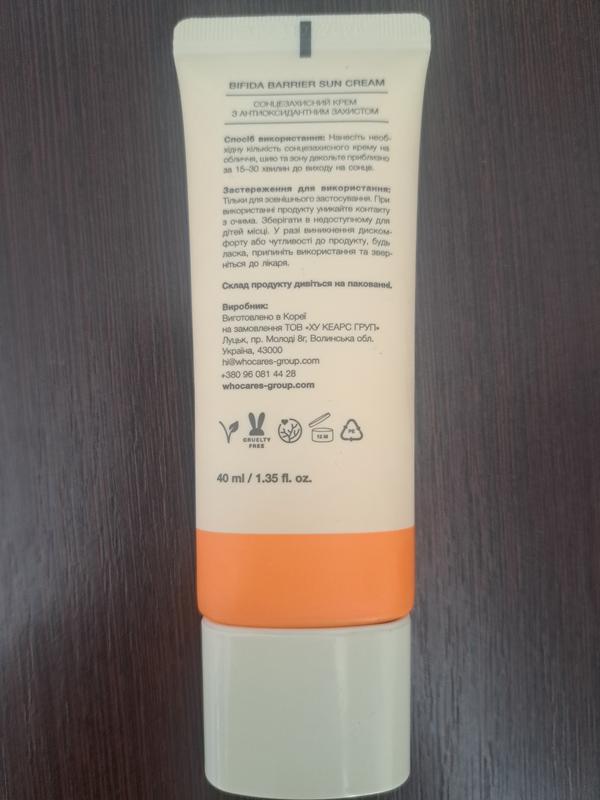 BIFIDA BARRIER SUN CREAM
СОНЦЕЗАХИСНИЙ КРЕМ
З АНТИОКСИДАНТНИМ ЗАХИСТОМ
Спосіб використання: Нанесіть необ-
хідну кількість сонцезахисного крему на
обличчя, шию та зону декольте приблизно
за 15-30 хвилин до виходу на сонце.
Застереження для використання:
Тільки для зовнішнього застосування. При
використанні продукту уникайте контакту
з очима. Зберігати в недоступному для
дітей місці. У разі виникнення диском-
форту або чутливості до продукту, будь
ласка, припиніть використання та звер-
ніться до лікаря.
Склад продукту дивіться на пакованні.
Виробник:
Виготовлено в Кореї
на замовлення ТОВ «ХУ КЕАРС ГРУП»
Луцьк, пр. Молоді 8г, Волинська обл.
Україна, 43000
hi@whocares-group.com
+380 96 081 44 28
whocares-group.com
CRUELTY
FREE
12 M
PE
40 ml / 1.35 fl. oz.